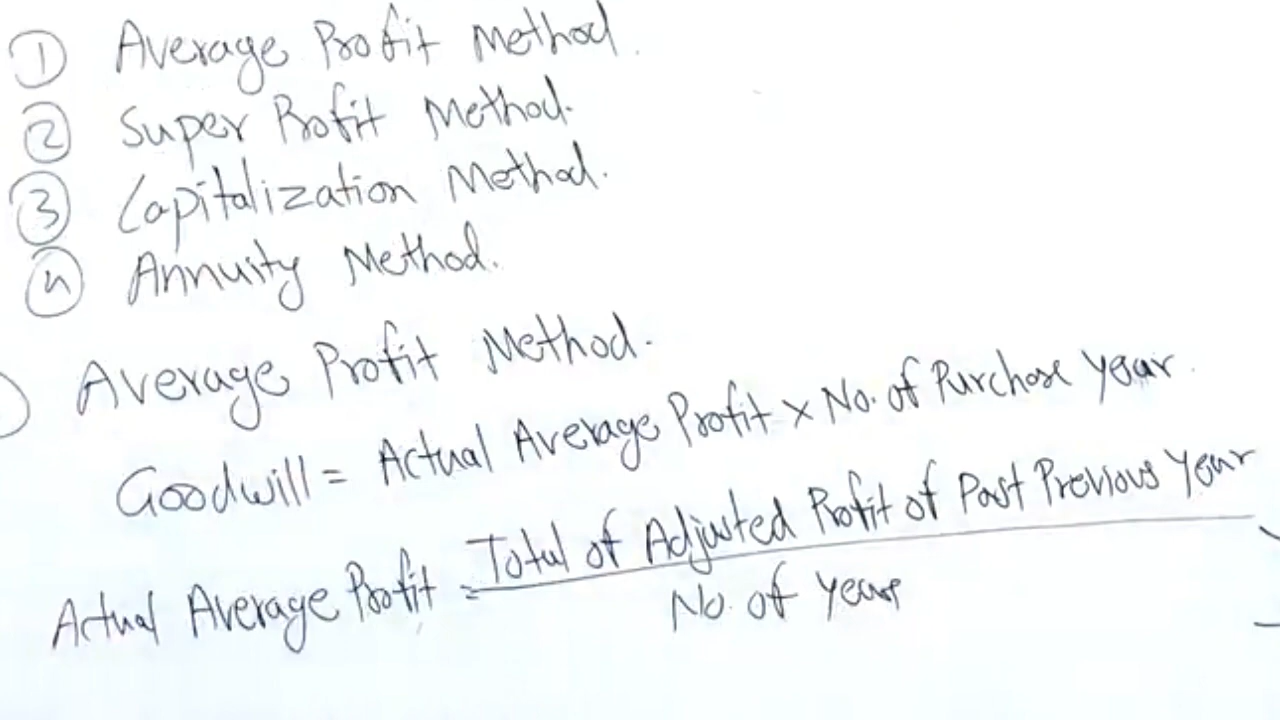 ① Average Profit Method.
② Super Profit Method.
③ Capitalization Method.
④ Annuity Method.
Average Profit Method.
Goodwill = Actual Average Profit × No. of Purchase Year.
Actual Average Profit = Total of Adjusted Profit of Past Previous Year
No. of years